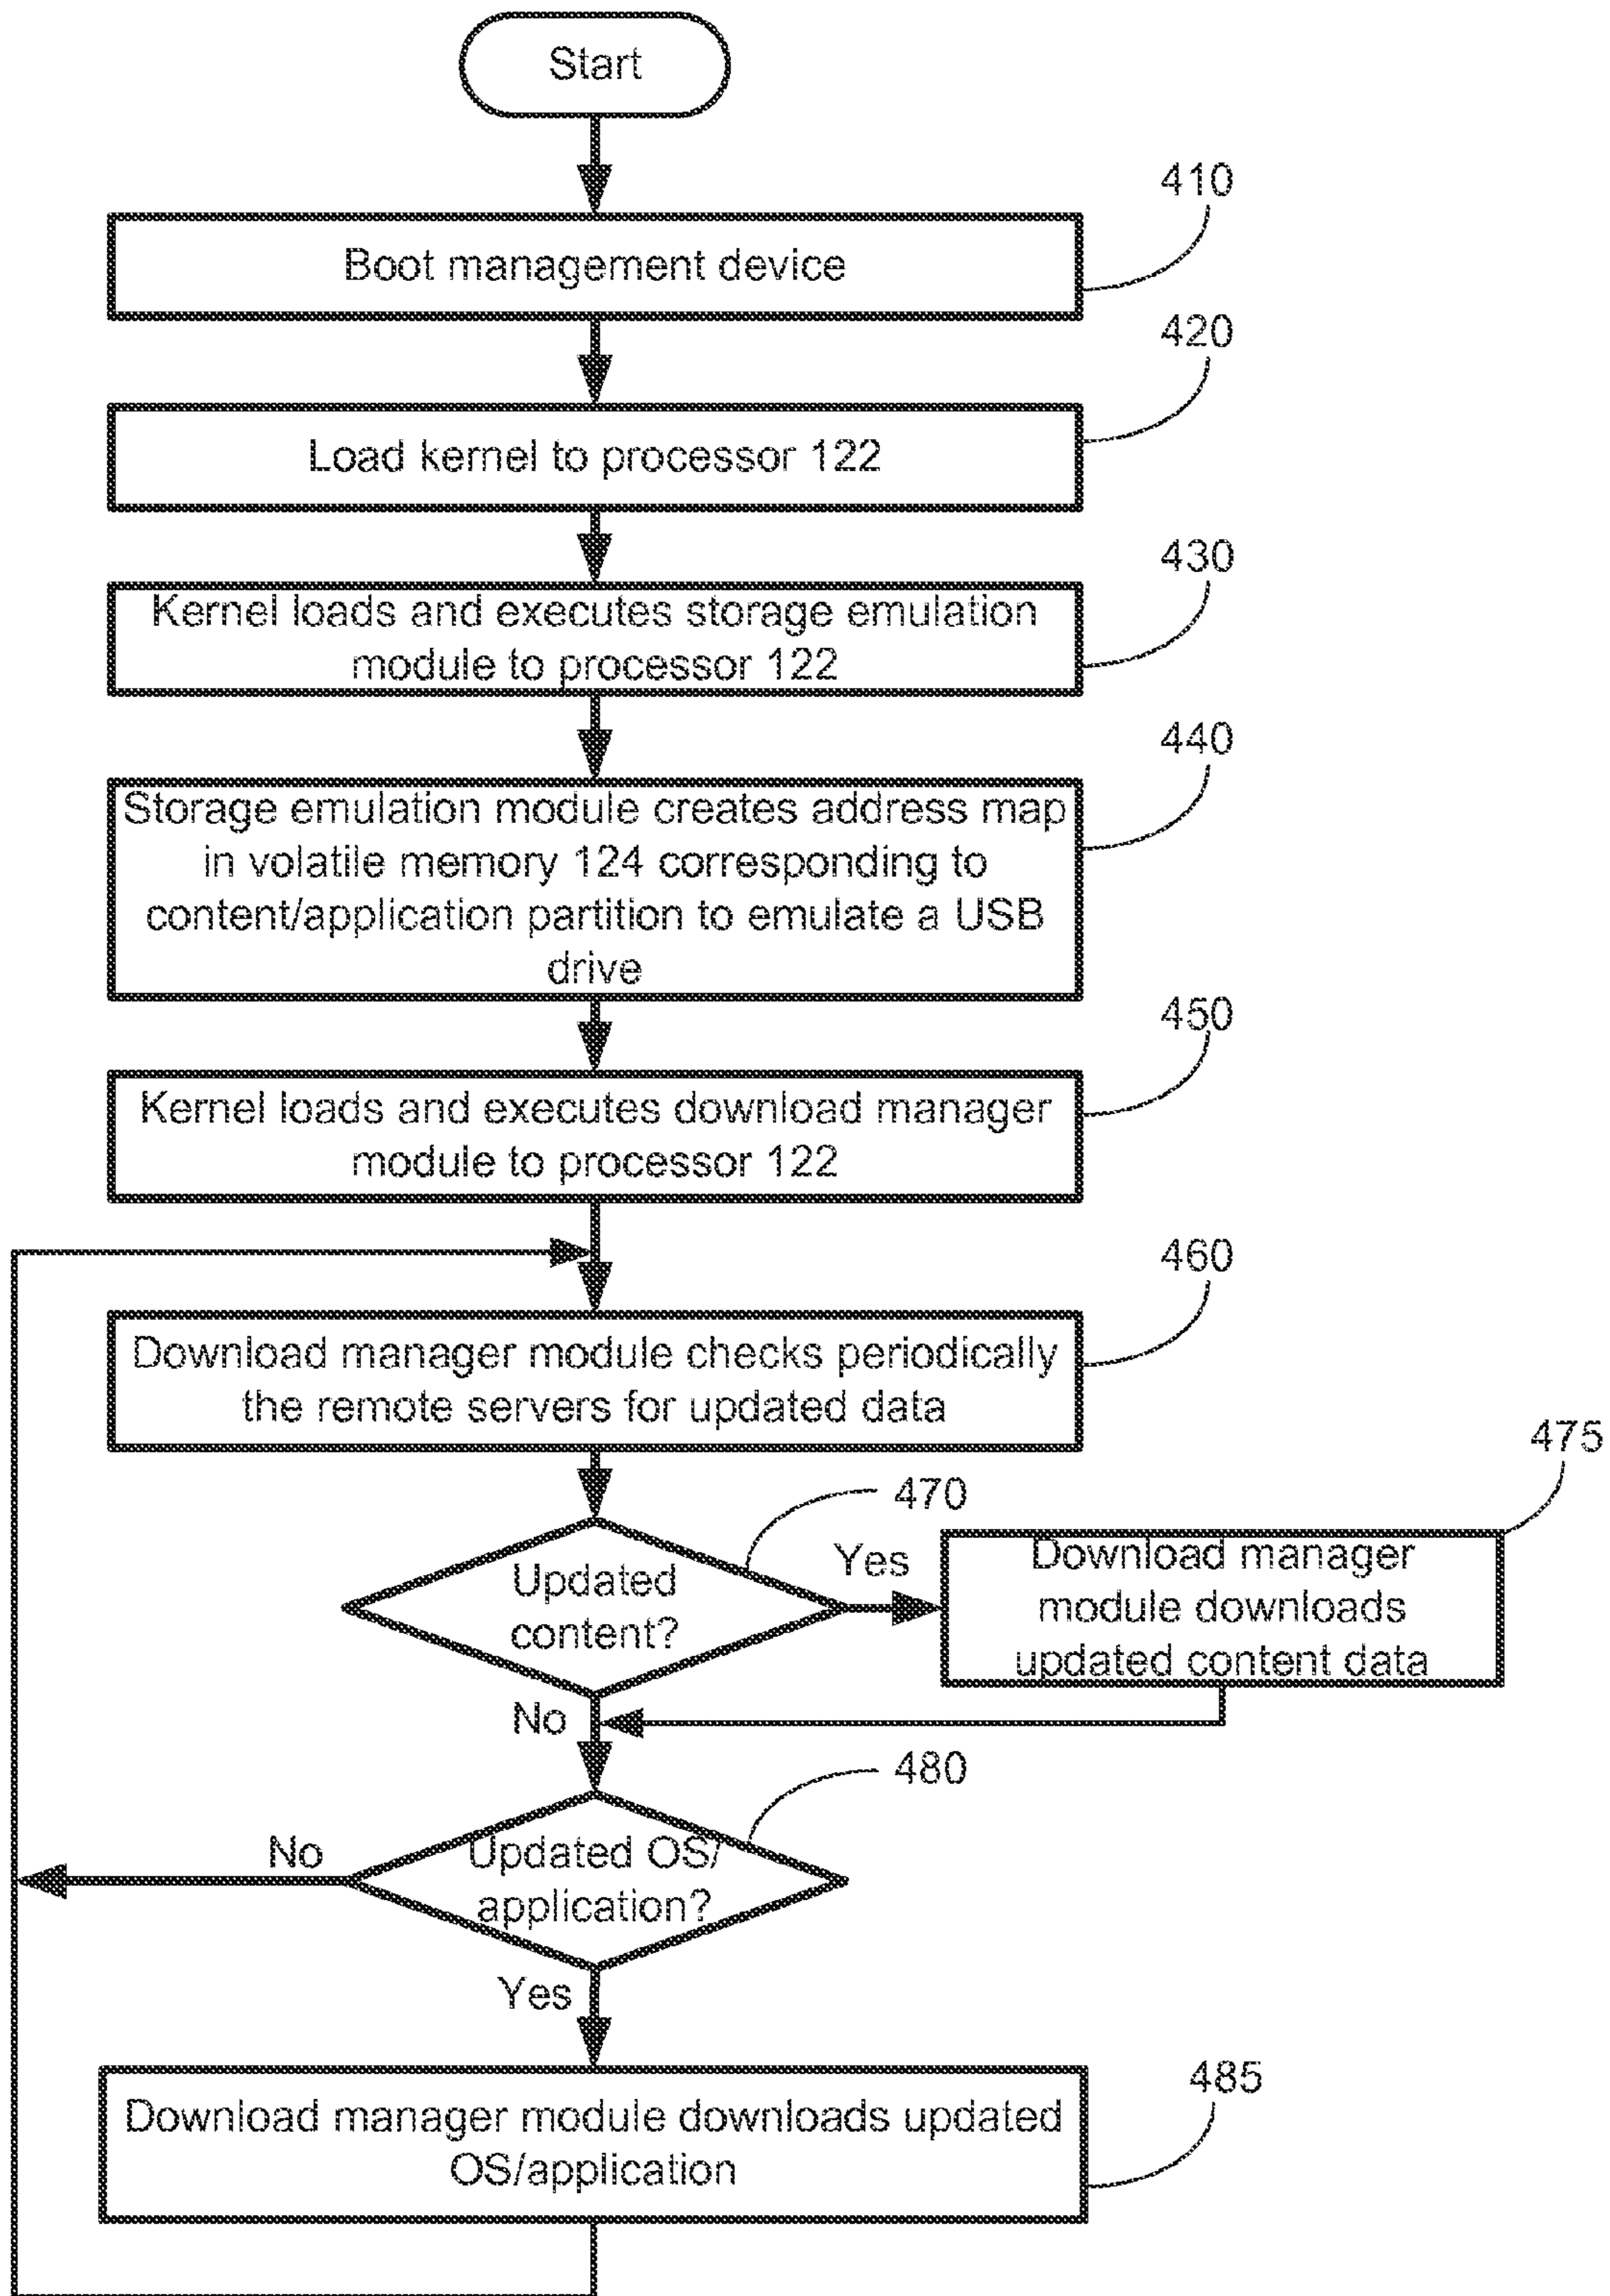 Start
410
Boot management device
420
Load kernel to processor 122
430
Kernel loads and executes storage emulation
module to processor 122
440
Storage emulation module creates address map
in volatile memory 124 corresponding to
content/application partition to emulate a USB
drive
450
Kernel loads and executes download manager
module to processor 122
460
Download manager module checks periodically
the remote servers for updated data
475
470
Updated
content?
Yes
Download manager
module downloads
updated content data
No
480
No
Updated OS/
application?
Yes
485
Download manager module downloads updated
OS/application